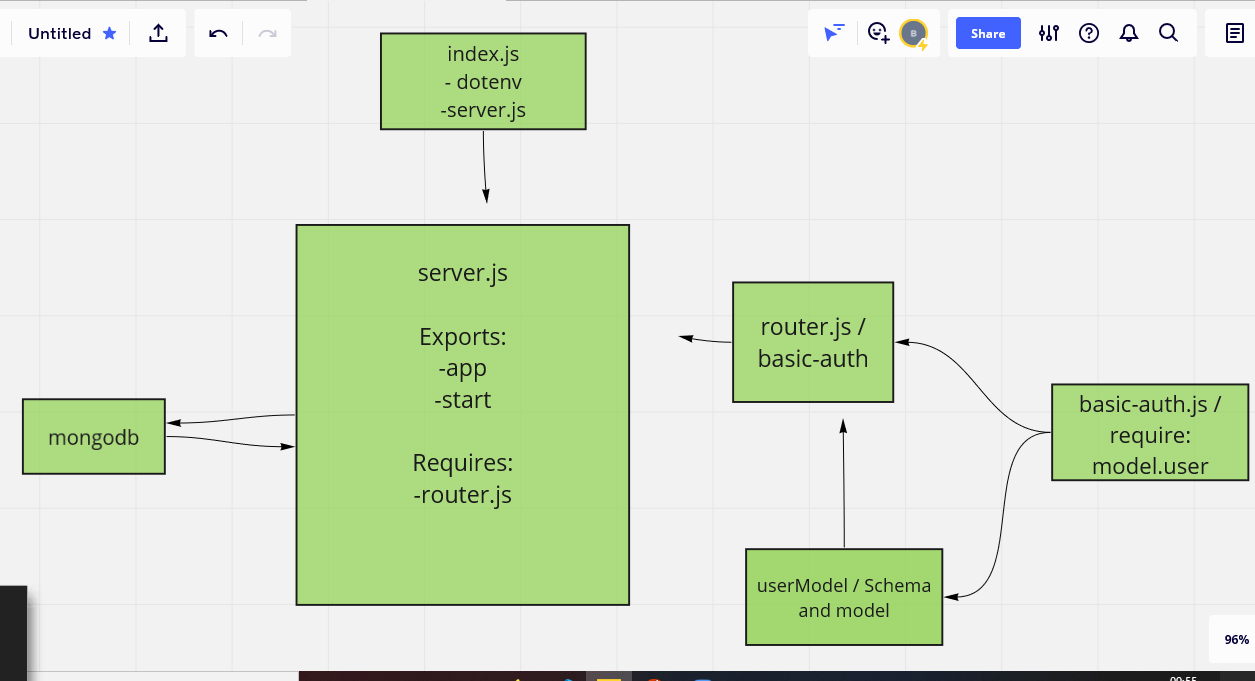 Untitled
B
Share
index.js
- dotenv
-server.js
server.js
Exports:
-app
-start
Requires:
-router.js
mongodb
router.js /
basic-auth
basic-auth.js /
require:
model.user
userModel / Schema
and model
96%